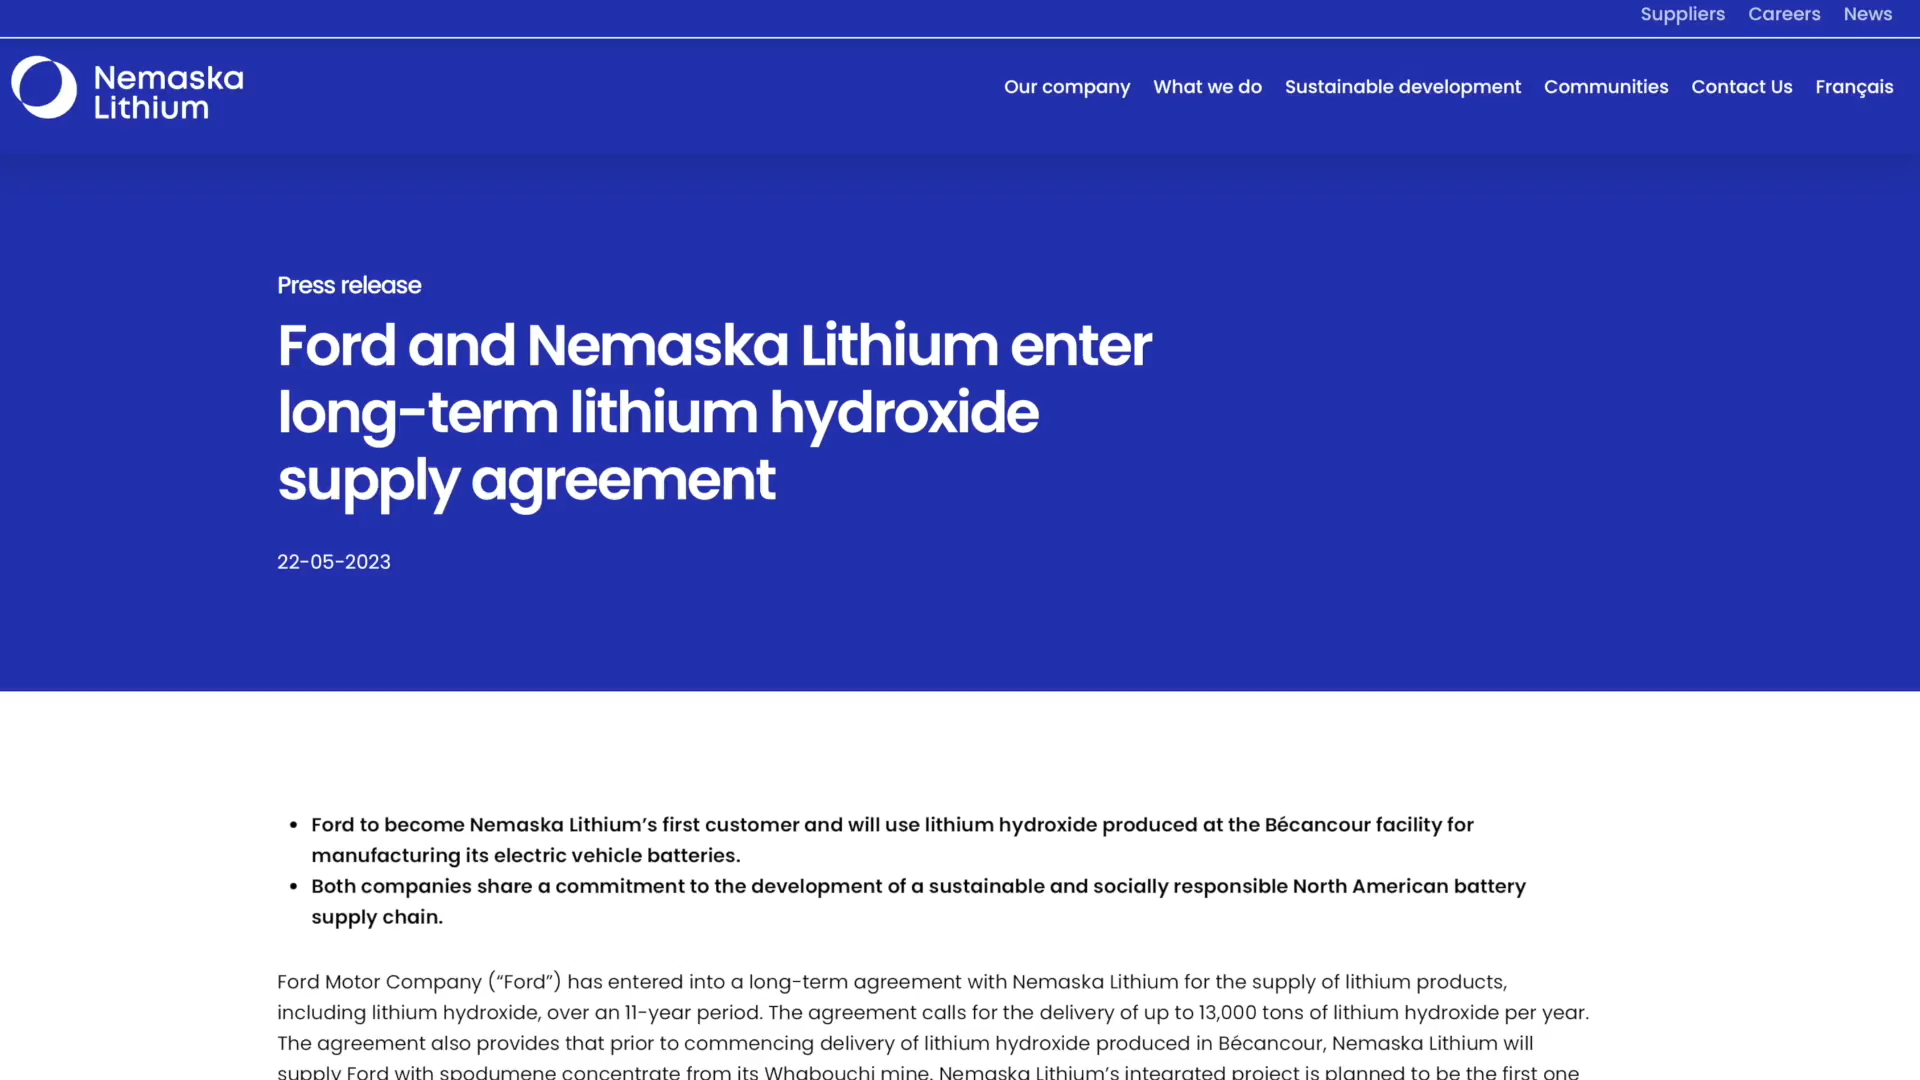 Suppliers Careers News
Nemaska
Lithium
Our company What we do Sustainable development Communities Contact Us Français
Press release
Ford and Nemaska Lithium enter
long-term lithium hydroxide
supply agreement
22-05-2023
• Ford to become Nemaska Lithium’s first customer and will use lithium hydroxide produced at the Bécancour facility for
manufacturing its electric vehicle batteries.
• Both companies share a commitment to the development of a sustainable and socially responsible North American battery
supply chain.
Ford Motor Company (“Ford”) has entered into a long-term agreement with Nemaska Lithium for the supply of lithium products,
including lithium hydroxide, over an 11-year period. The agreement calls for the delivery of up to 13,000 tons of lithium hydroxide per year.
The agreement also provides that prior to commencing delivery of lithium hydroxide produced in Bécancour, Nemaska Lithium will
supply Ford with spodumene concentrate from its Whabouchi mine. Nemaska Lithium’s integrated project is planned to be the first one